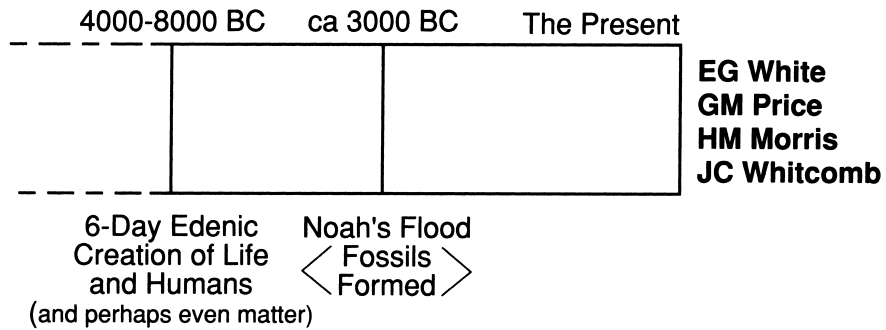 4000-8000 BC ca 3000 BC The Present
EG White
GM Price
HM Morris
JC Whitcomb
6-Day Edenic
Creation of Life
and Humans
(and perhaps even matter)
Noah's Flood
Fossils
Formed